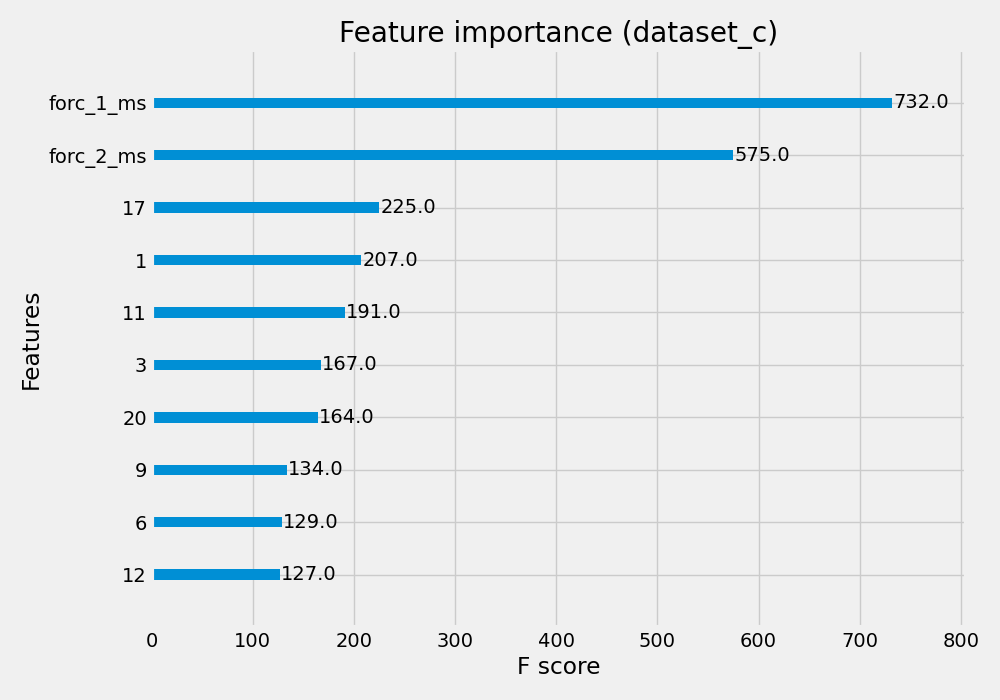 Feature importance (dataset_c)
forc_1_ms 732.0
forc_2_ms 575.0
17 225.0
1 207.0
11 191.0
3 167.0
20 164.0
9 134.0
6 129.0
12 127.0
Features
0 100 200 300 400 500 600 700 800
F score